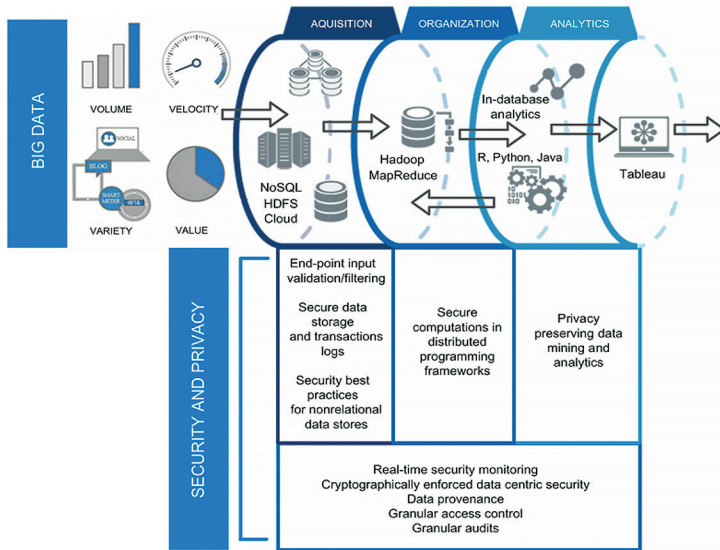 AQUISITION
ORGANIZATION
ANALYTICS
BIG DATA
VOLUME
VELOCITY
SOCIAL
BLOG
SMART
METER
VARIETY
VALUE
NoSQL
HDFS
Cloud
Hadoop
MapReduce
In-database
analytics
R, Python, Java
Tableau
SECURITY AND PRIVACY
End-point input
validation/filtering
Secure data
storage
and transactions
logs
Security best
practices
for nonrelational
data stores
Secure
computations in
distributed
programming
frameworks
Privacy
preserving data
mining and
analytics
Real-time security monitoring
Cryptographically enforced data centric security
Data provenance
Granular access control
Granular audits